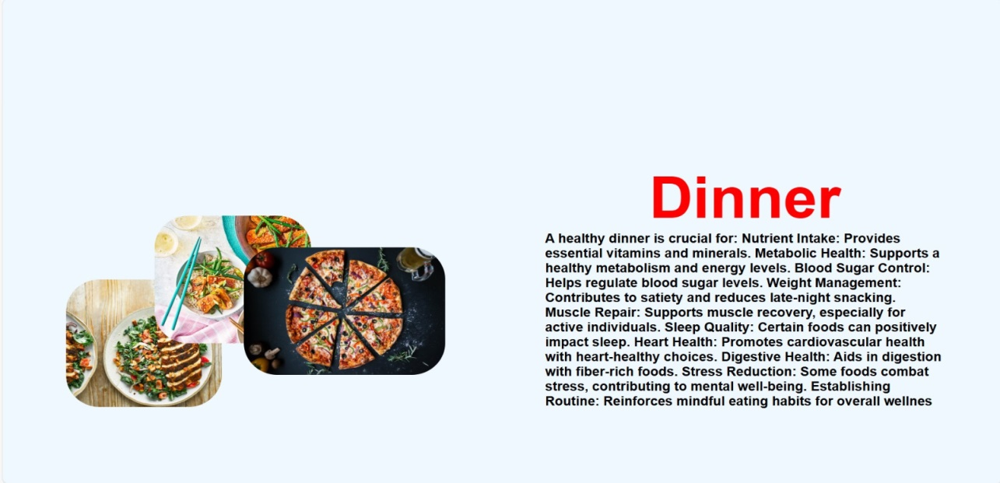 Dinner
A healthy dinner is crucial for: Nutrient Intake: Provides
essential vitamins and minerals. Metabolic Health: Supports a
healthy metabolism and energy levels. Blood Sugar Control:
Helps regulate blood sugar levels. Weight Management:
Contributes to satiety and reduces late-night snacking.
Muscle Repair: Supports muscle recovery, especially for
active individuals. Sleep Quality: Certain foods can positively
impact sleep. Heart Health: Promotes cardiovascular health
with heart-healthy choices. Digestive Health: Aids in digestion
with fiber-rich foods. Stress Reduction: Some foods combat
stress, contributing to mental well-being. Establishing
Routine: Reinforces mindful eating habits for overall wellnes